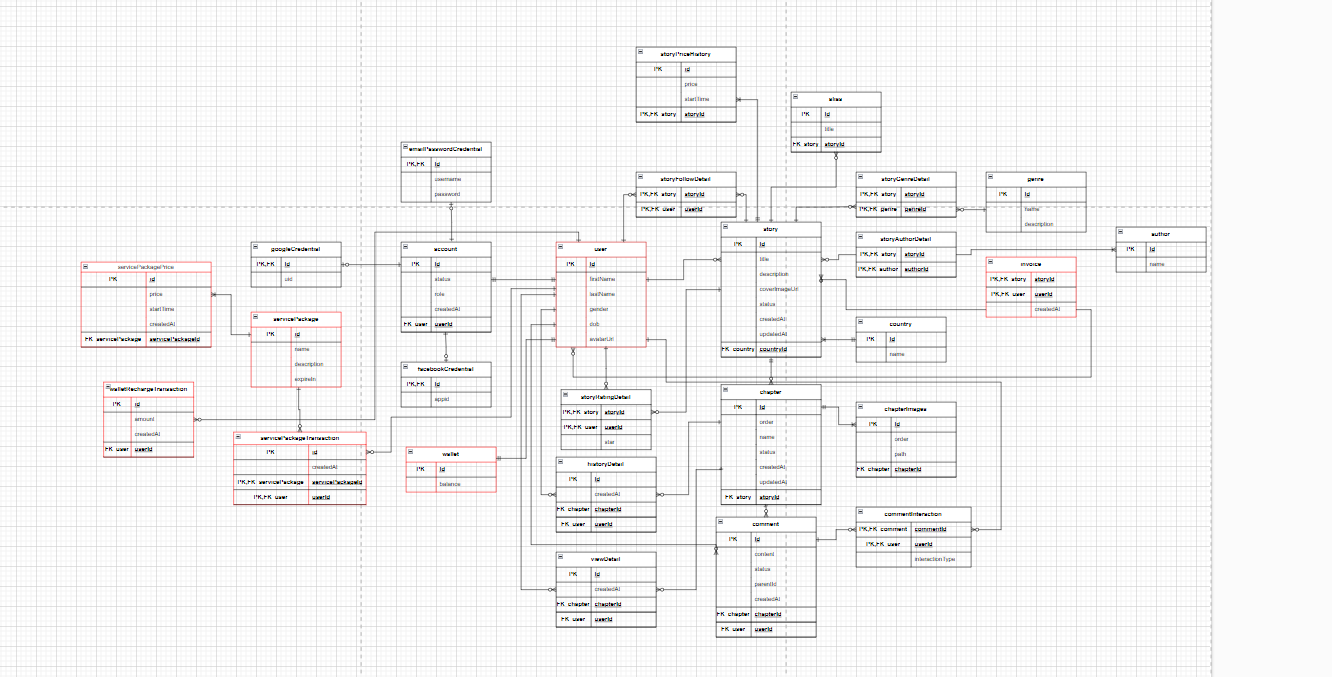 storyPriceHistory
PK id
price
startTime
PK,FK story storyId
alias
PK id
title
FK story storyId
emailPasswordCredential
PK,FK id
username
password
storyFollowDetail
PK,FK story storyId
PK,FK user userId
storyGenreDetail
PK,FK story storyId
PK,FK genre genreId
genre
PK id
name
description
story
PK id
title
description
coverImageUrl
status
createdAt
updatedAt
FK country countryId
storyAuthorDetail
PK,FK story storyId
PK,FK author authorId
author
PK id
name
googleCredential
PK,FK id
uid
account
PK id
status
role
createdAt
FK user userId
user
PK id
firstName
lastName
gender
dob
avatarUrl
servicePackagePrice
PK id
price
startTime
createdAt
FK servicePackage servicePackageId
invoice
PK,FK story storyId
PK,FK user userId
createdAt
servicePackage
PK id
name
description
expireIn
country
PK id
name
facebookCredential
PK,FK id
appid
walletRechargeTransaction
PK id
amount
createdAt
FK user userId
storyRatingDetail
PK,FK story storyId
PK,FK user userId
star
chapter
PK id
order
name
status
createdAt
updatedAt
FK story storyId
chapterImages
PK id
order
path
FK chapter chapterId
servicePackageTransaction
PK id
createdAt
PK,FK servicePackage servicePackageId
PK,FK user userId
wallet
PK id
balance
historyDetail
PK id
createdAt
FK chapter chapterId
FK user userId
comment
PK id
content
status
parentId
createdAt
FK chapter chapterId
FK user userId
commentInteraction
PK,FK comment commentId
PK,FK user userId
interactionType
viewDetail
PK id
createdAt
FK chapter chapterId
FK user userId